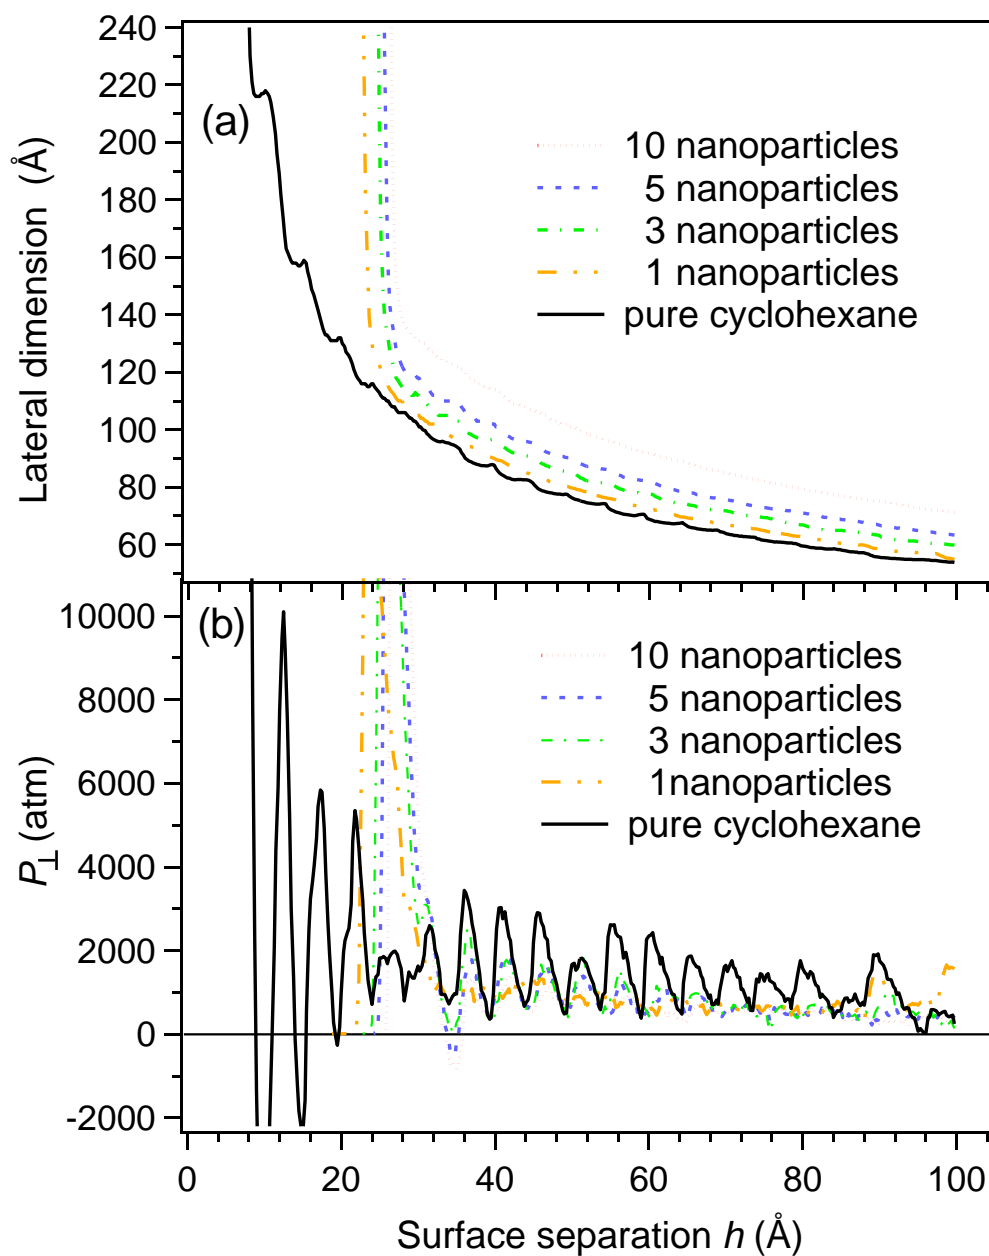 240
220
200
180
160
140
120
100
80
60
Lateral dimension (Å)
(a)
10 nanoparticles
5 nanoparticles
3 nanoparticles
1 nanoparticles
pure cyclohexane
10000
8000
6000
4000
2000
0
-2000
P⊥ (atm)
(b)
10 nanoparticles
5 nanoparticles
3 nanoparticles
1nanoparticles
pure cyclohexane
0 20 40 60 80 100
Surface separation h (Å)